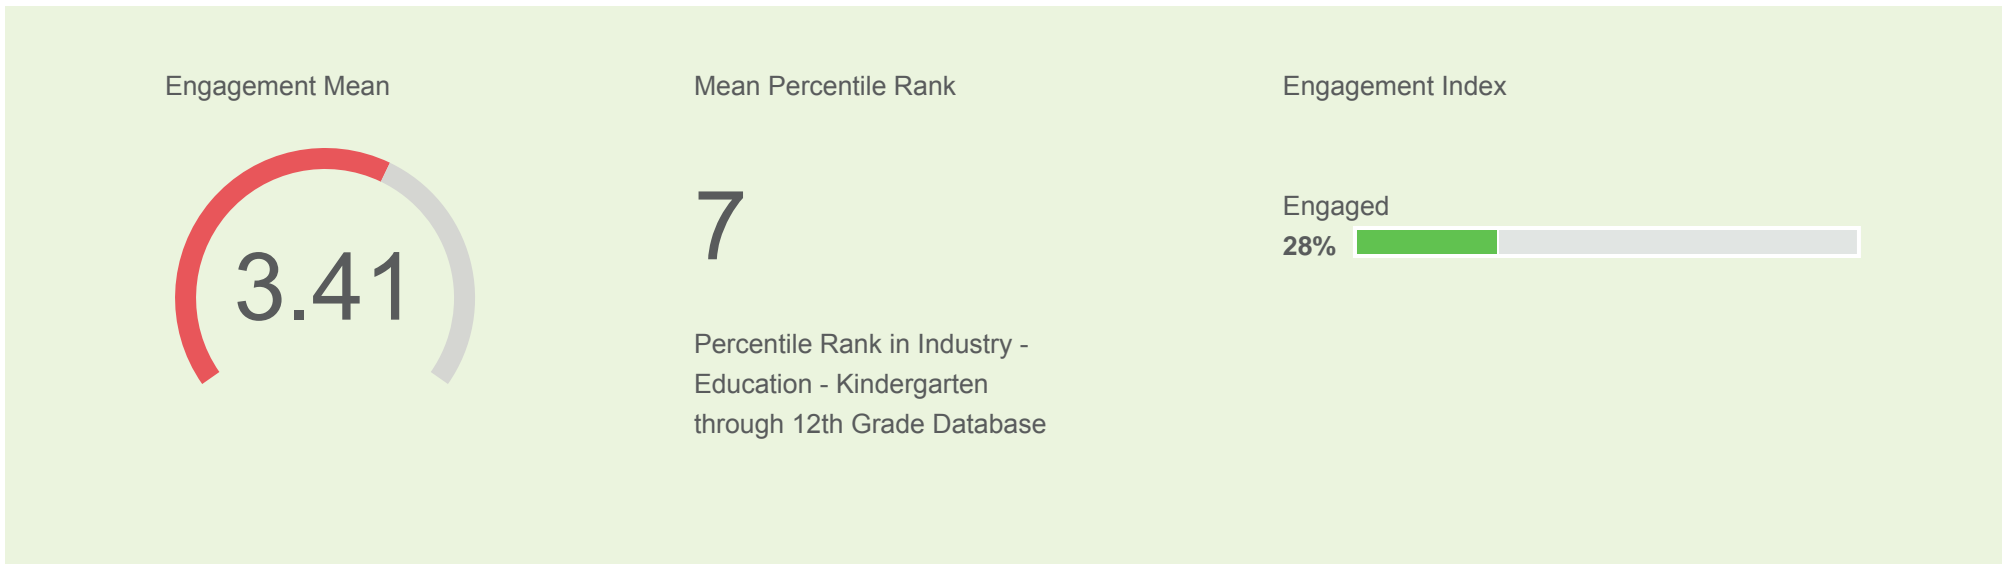 Engagement Mean
3.41
Mean Percentile Rank
7
Percentile Rank in Industry -
Education - Kindergarten
through 12th Grade Database
Engagement Index
Engaged
28%